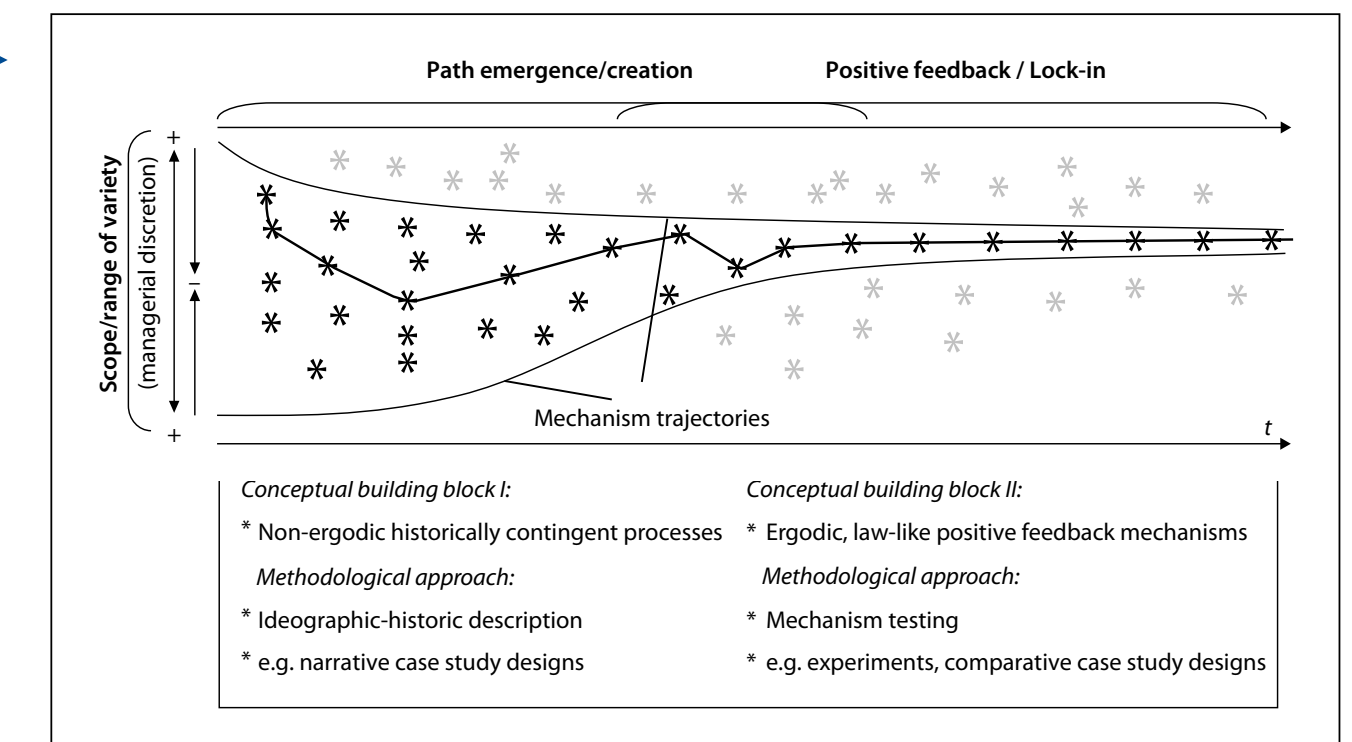 Path emergence/creation
Positive feedback / Lock-in
Scope/range of variety
(managerial discretion)
+
–
+
Mechanism trajectories
t
Conceptual building block I:
* Non-ergodic historically contingent processes
Methodological approach:
* Ideographic-historic description
* e.g. narrative case study designs
Conceptual building block II:
* Ergodic, law-like positive feedback mechanisms
Methodological approach:
* Mechanism testing
* e.g. experiments, comparative case study designs